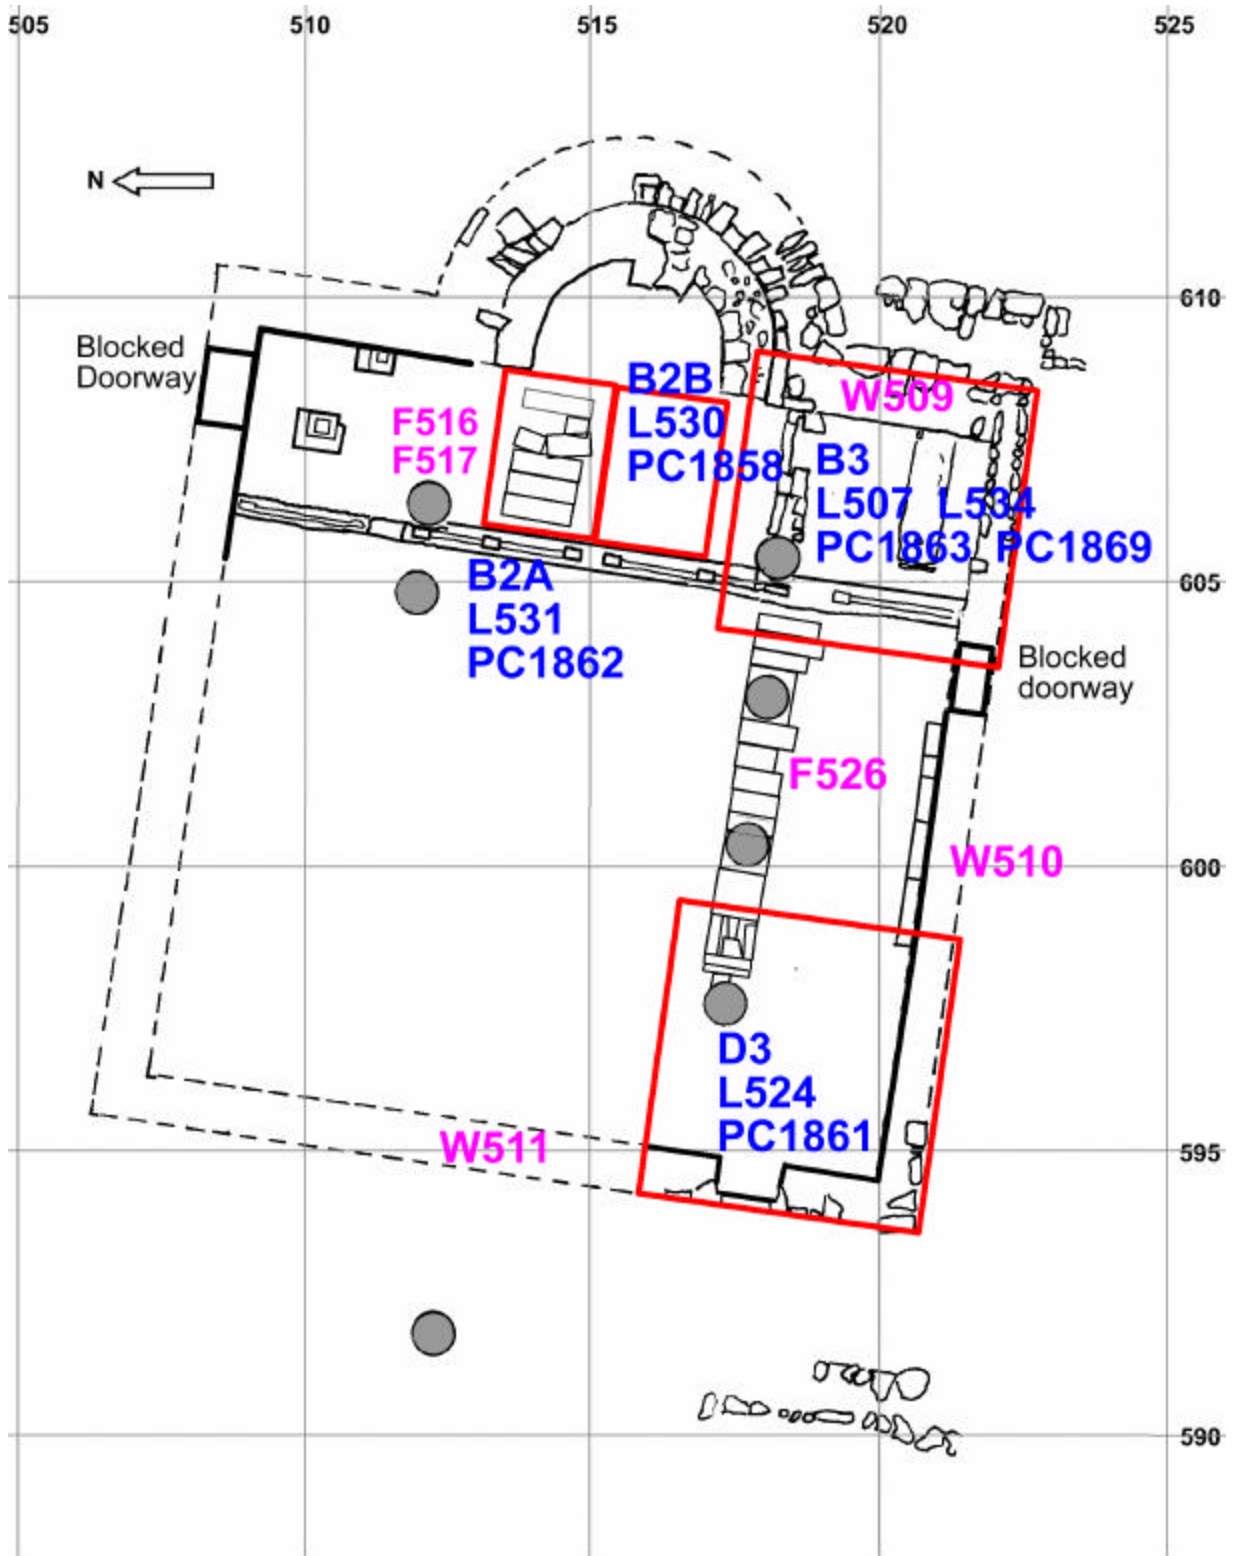 505 510 515 520 525
N
610
Blocked
Doorway
B2B
L530
PC1858
W509
F516
F517
B3
L507 L534
PC1863 PC1869
605
B2A
L531
PC1862
Blocked
doorway
F526
W510
600
D3
L524
PC1861
W511
595
590